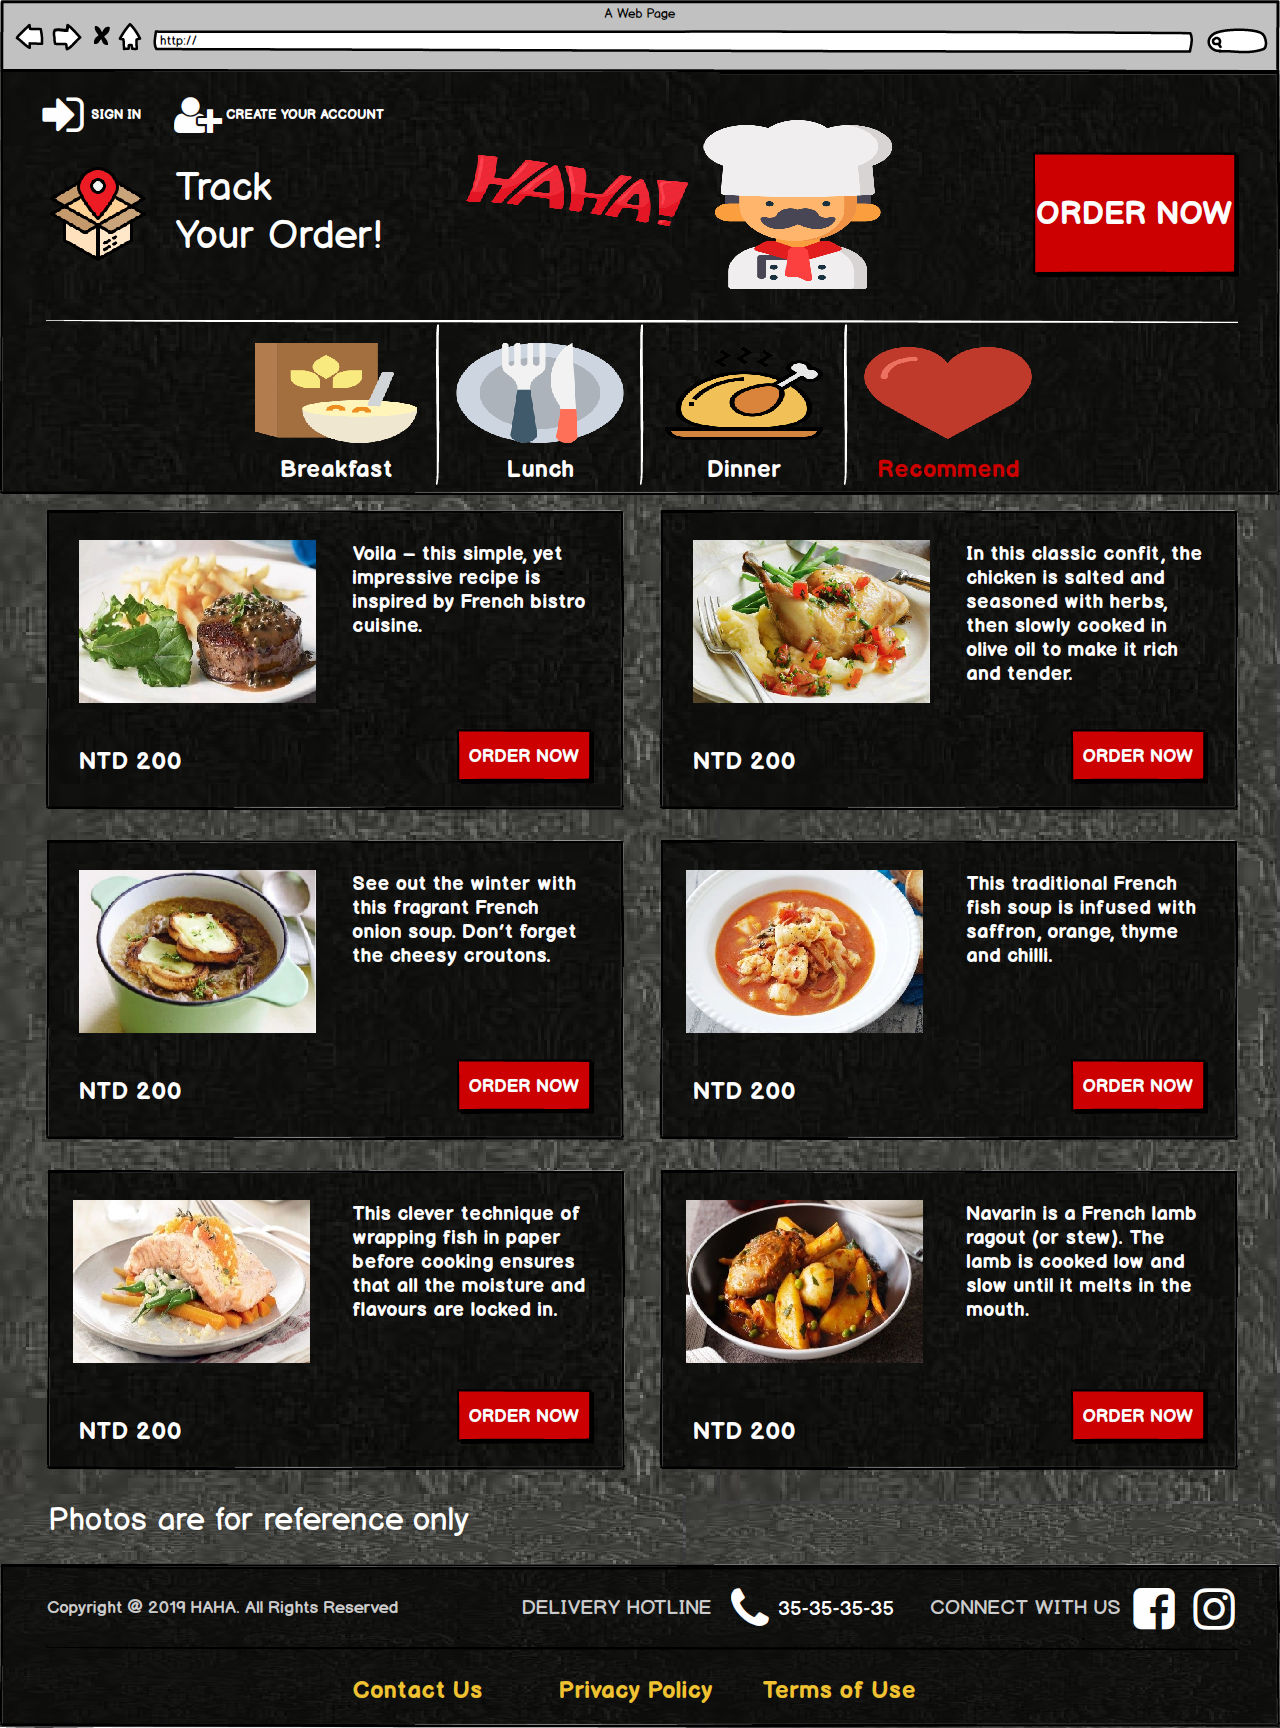 A Web Page
http://
SIGN IN
CREATE YOUR ACCOUNT
Track
Your Order!
HAHA!
ORDER NOW
Breakfast
Lunch
Dinner
Recommend
Voila – this simple, yet
impressive recipe is
inspired by French bistro
cuisine.
NTD 200
ORDER NOW
In this classic confit, the
chicken is salted and
seasoned with herbs,
then slowly cooked in
olive oil to make it rich
and tender.
NTD 200
ORDER NOW
See out the winter with
this fragrant French
onion soup. Don't forget
the cheesy croutons.
NTD 200
ORDER NOW
This traditional French
fish soup is infused with
saffron, orange, thyme
and chilli.
NTD 200
ORDER NOW
This clever technique of
wrapping fish in paper
before cooking ensures
that all the moisture and
flavours are locked in.
NTD 200
ORDER NOW
Navarin is a French lamb
ragout (or stew). The
lamb is cooked low and
slow until it melts in the
mouth.
NTD 200
ORDER NOW
Photos are for reference only
Copyright @ 2019 HAHA. All Rights Reserved
DELIVERY HOTLINE
35-35-35-35
CONNECT WITH US
Contact Us
Privacy Policy
Terms of Use